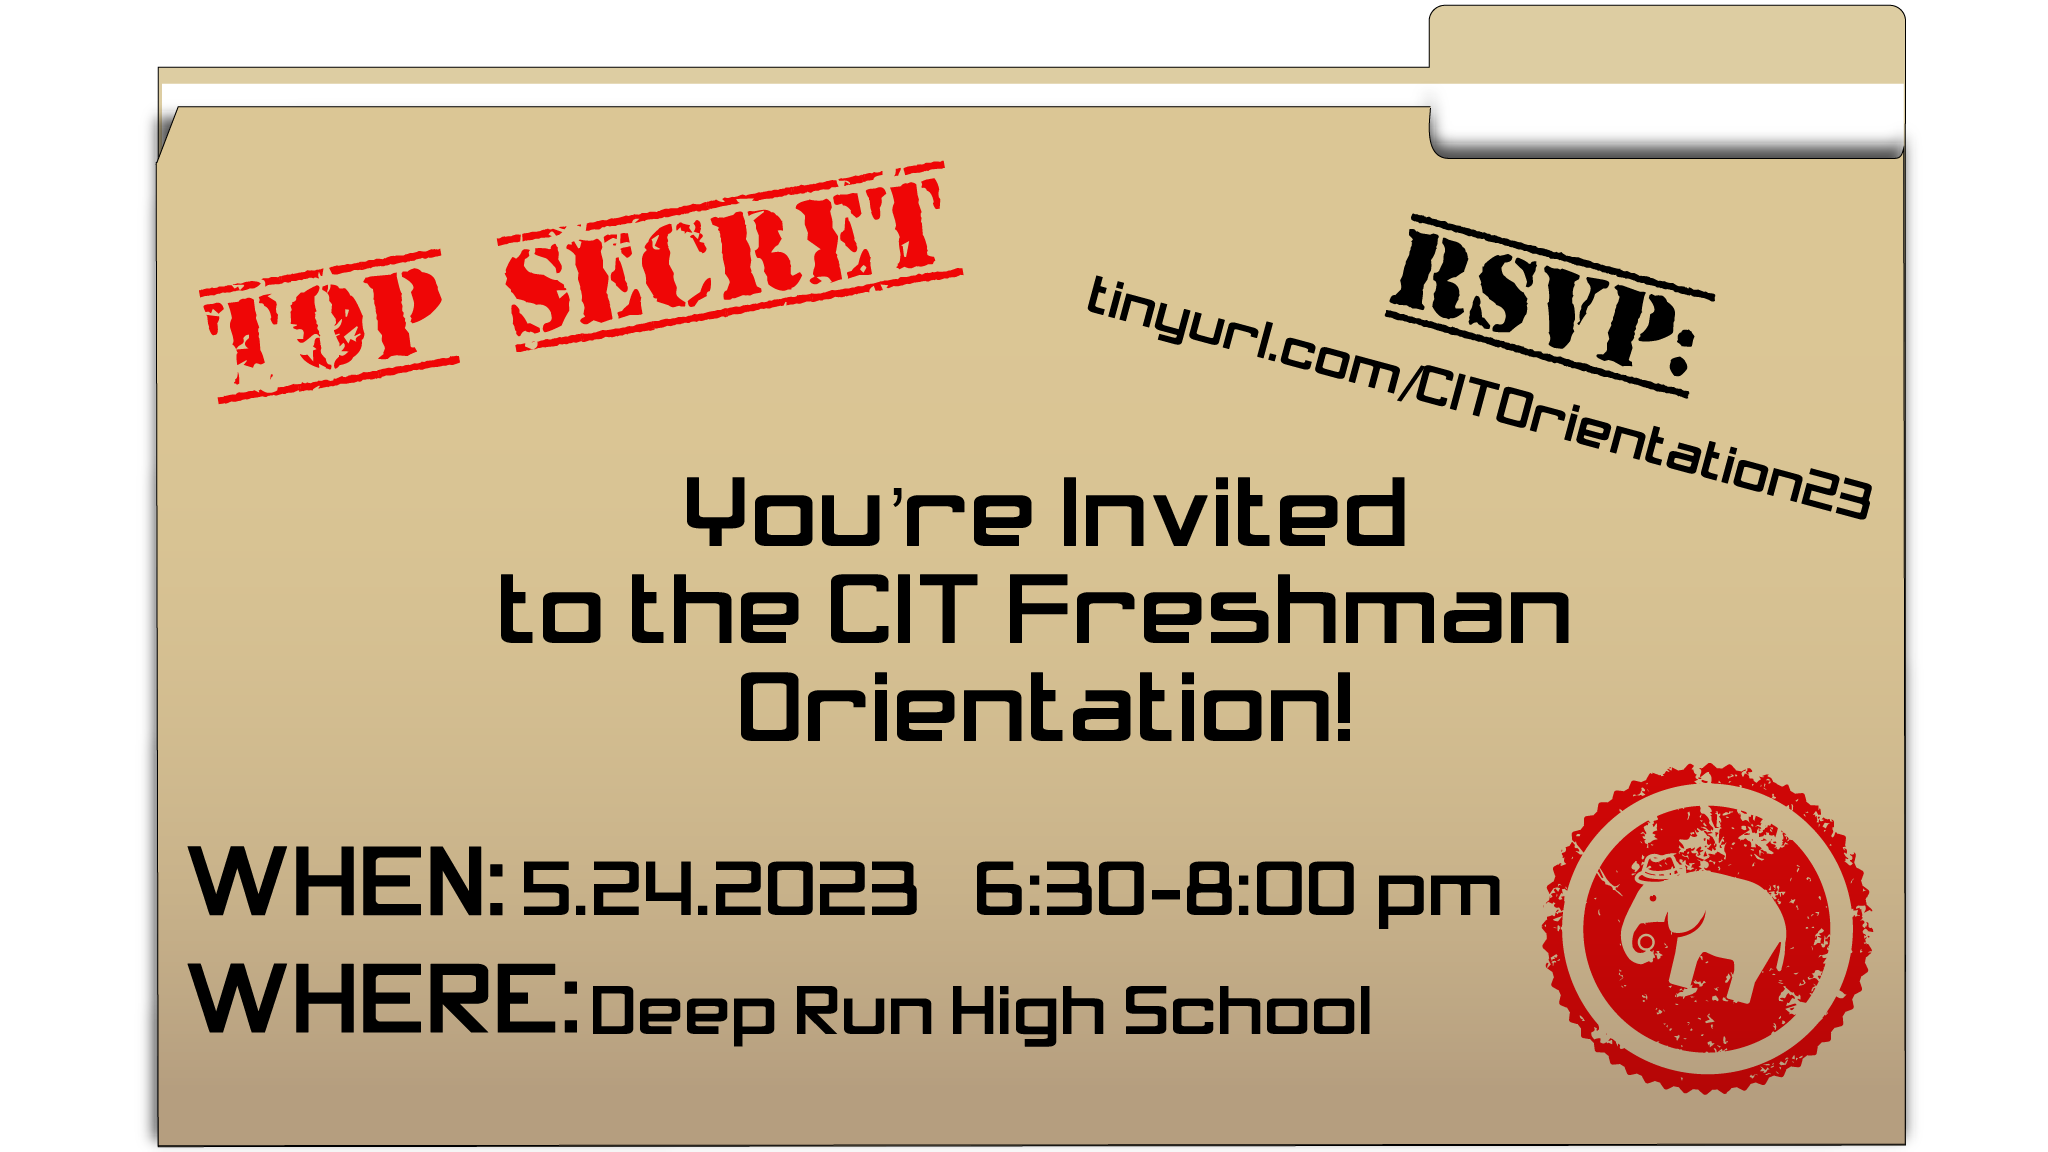 TOP SECRET
RSVP:
tinyurl.com/CITOrientation23
You're Invited
to the CIT Freshman
Orientation!
WHEN: 5.24.2023 6:30-8:00 pm
WHERE: Deep Run High School